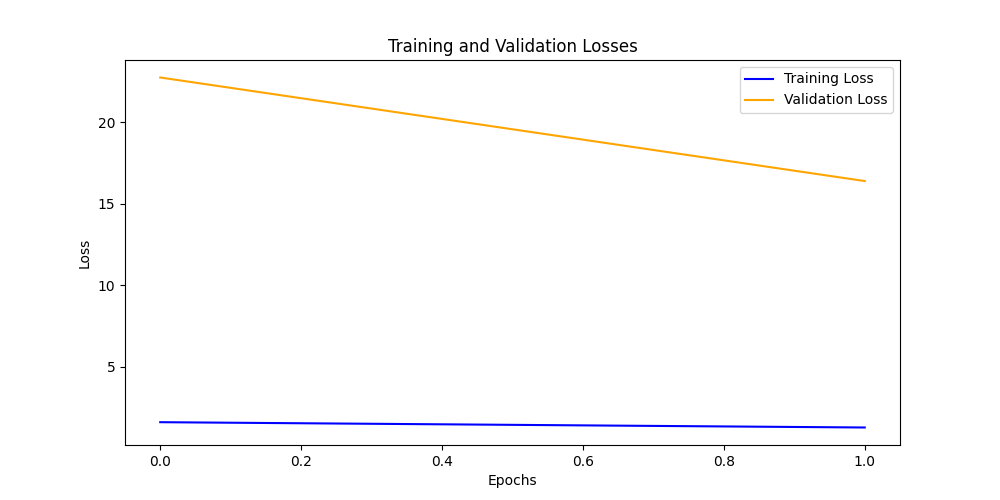 Training and Validation Losses
Training Loss
Validation Loss
20
15
10
5
Loss
0.0 0.2 0.4 0.6 0.8 1.0
Epochs